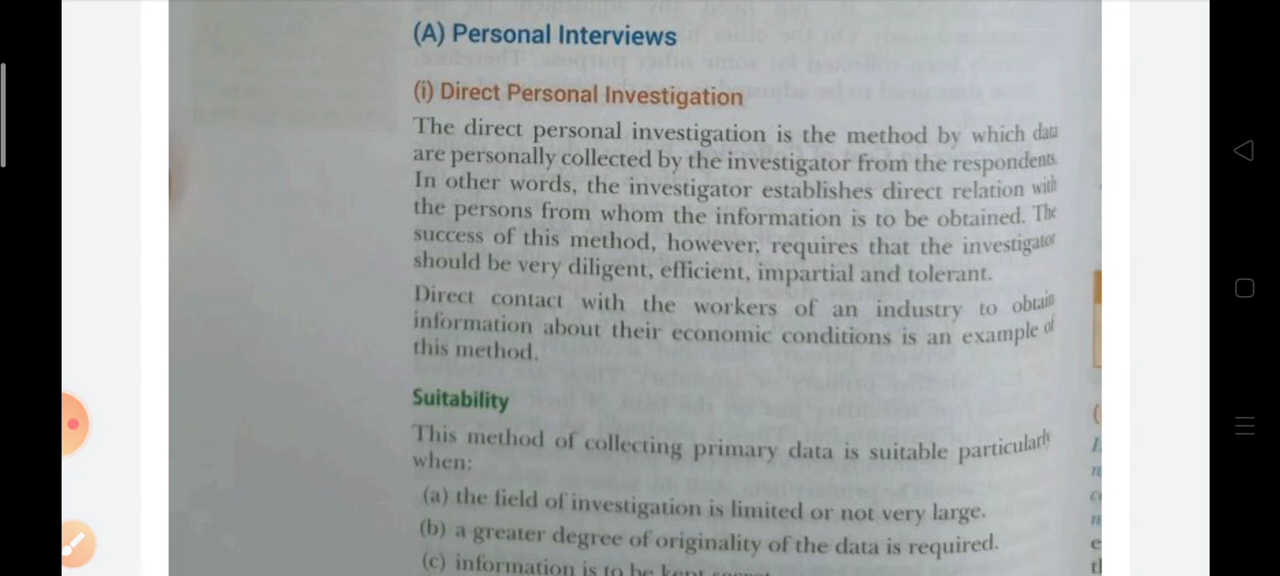 (A) Personal Interviews
(i) Direct Personal Investigation
The direct personal investigation is the method by which data
are personally collected by the investigator from the respondents.
In other words, the investigator establishes direct relation with
the persons from whom the information is to be obtained. The
success of this method, however, requires that the investigator
should be very diligent, efficient, impartial and tolerant.
Direct contact with the workers of an industry to obtain
information about their economic conditions is an example of
this method.
Suitability
This method of collecting primary data is suitable particularly
when:
(a) the field of investigation is limited or not very large.
(b) a greater degree of originality of the data is required.
(c) information is to be kept secret